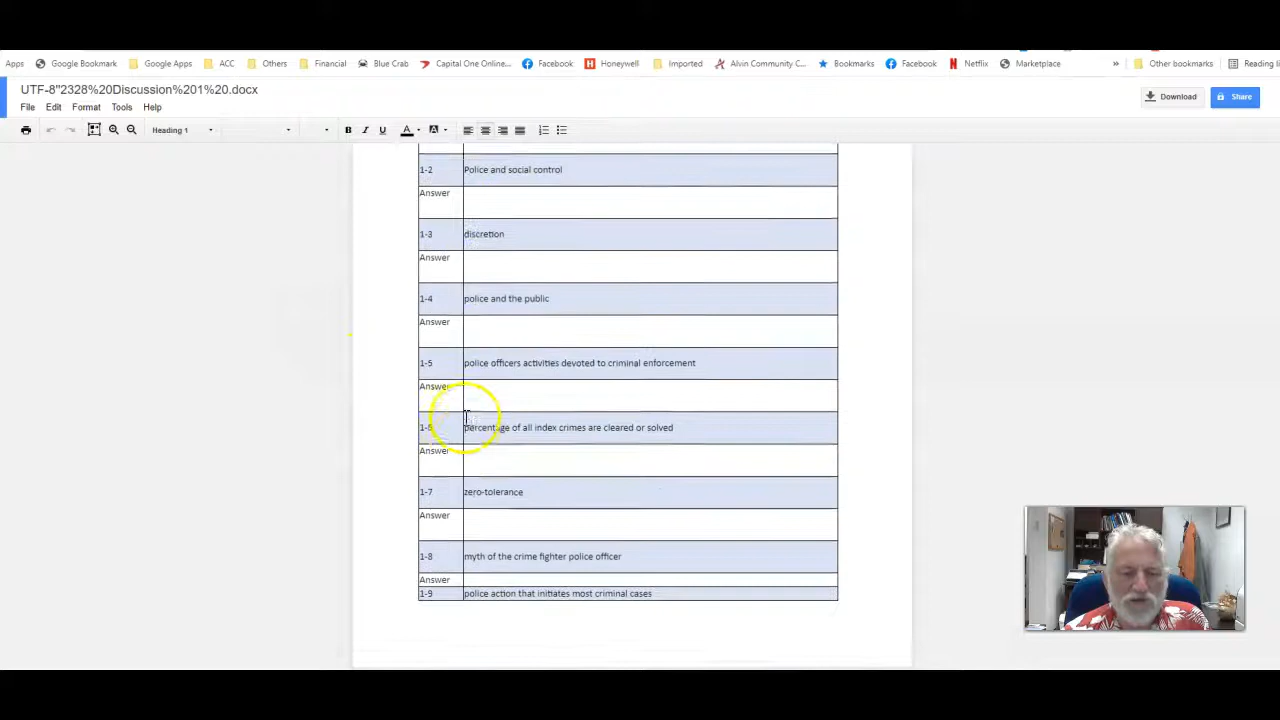 Apps Google Bookmark Google Apps ACC Others Financial Blue Crab Capital One Onlin... Facebook Honeywell Imported Alvin Community C... Bookmarks Facebook Netflix Marketplace » Other bookmarks Reading li
UTF-8"2328%20Discussion%201%20.docx
File Edit Format Tools Help
Download
Share
Heading 1
B I U A A
1-2 Police and social control
Answer
1-3 discretion
Answer
1-4 police and the public
Answer
1-5 police officers activities devoted to criminal enforcement
Answer
1-6 percentage of all index crimes are cleared or solved
Answer
1-7 zero-tolerance
Answer
1-8 myth of the crime fighter police officer
Answer
1-9 police action that initiates most criminal cases